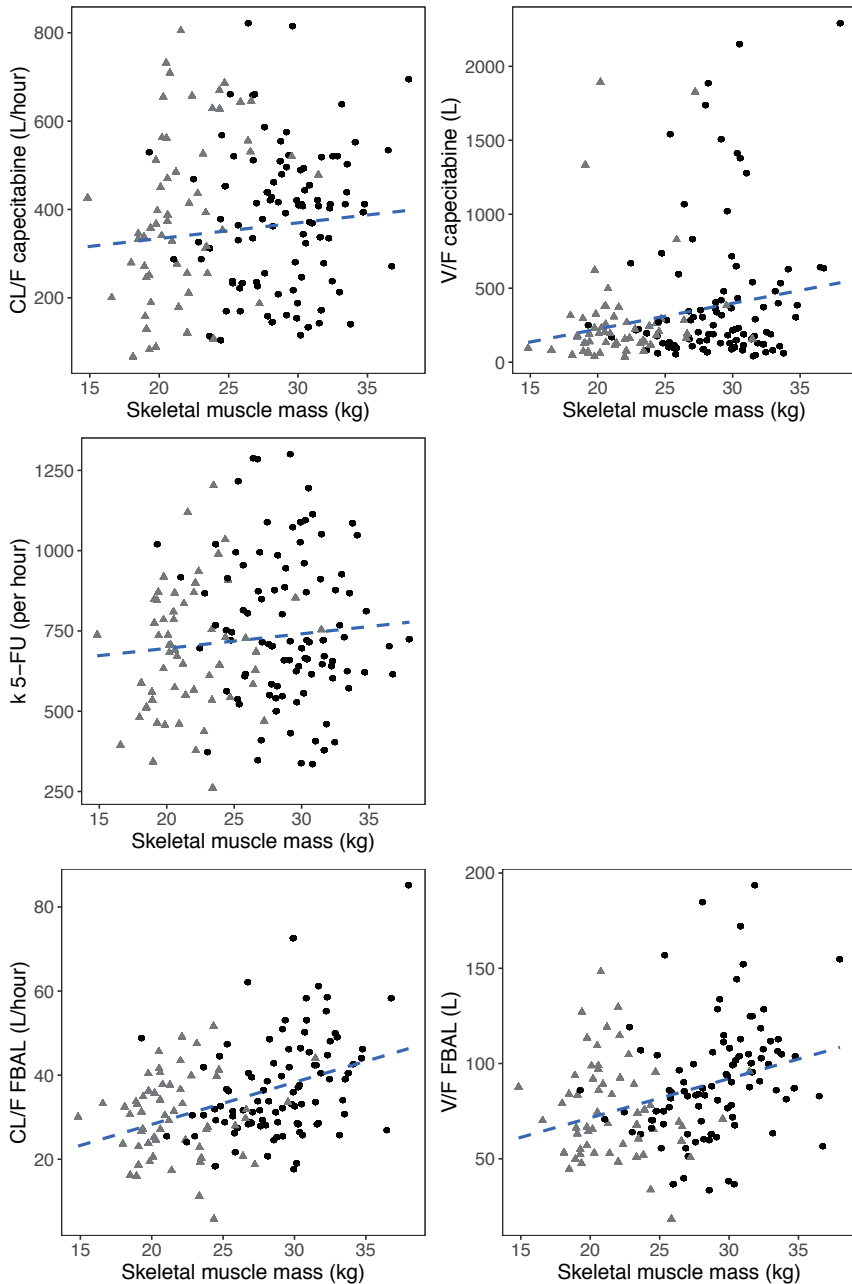 800
600
400
200
CL/F capecitabine (L/hour)
15 20 25 30 35
Skeletal muscle mass (kg)
2000
1500
1000
500
0
V/F capecitabine (L)
15 20 25 30 35
Skeletal muscle mass (kg)
1250
1000
750
500
250
k 5−FU (per hour)
15 20 25 30 35
Skeletal muscle mass (kg)
80
60
40
20
CL/F FBAL (L/hour)
15 20 25 30 35
Skeletal muscle mass (kg)
200
150
100
50
V/F FBAL (L)
15 20 25 30 35
Skeletal muscle mass (kg)